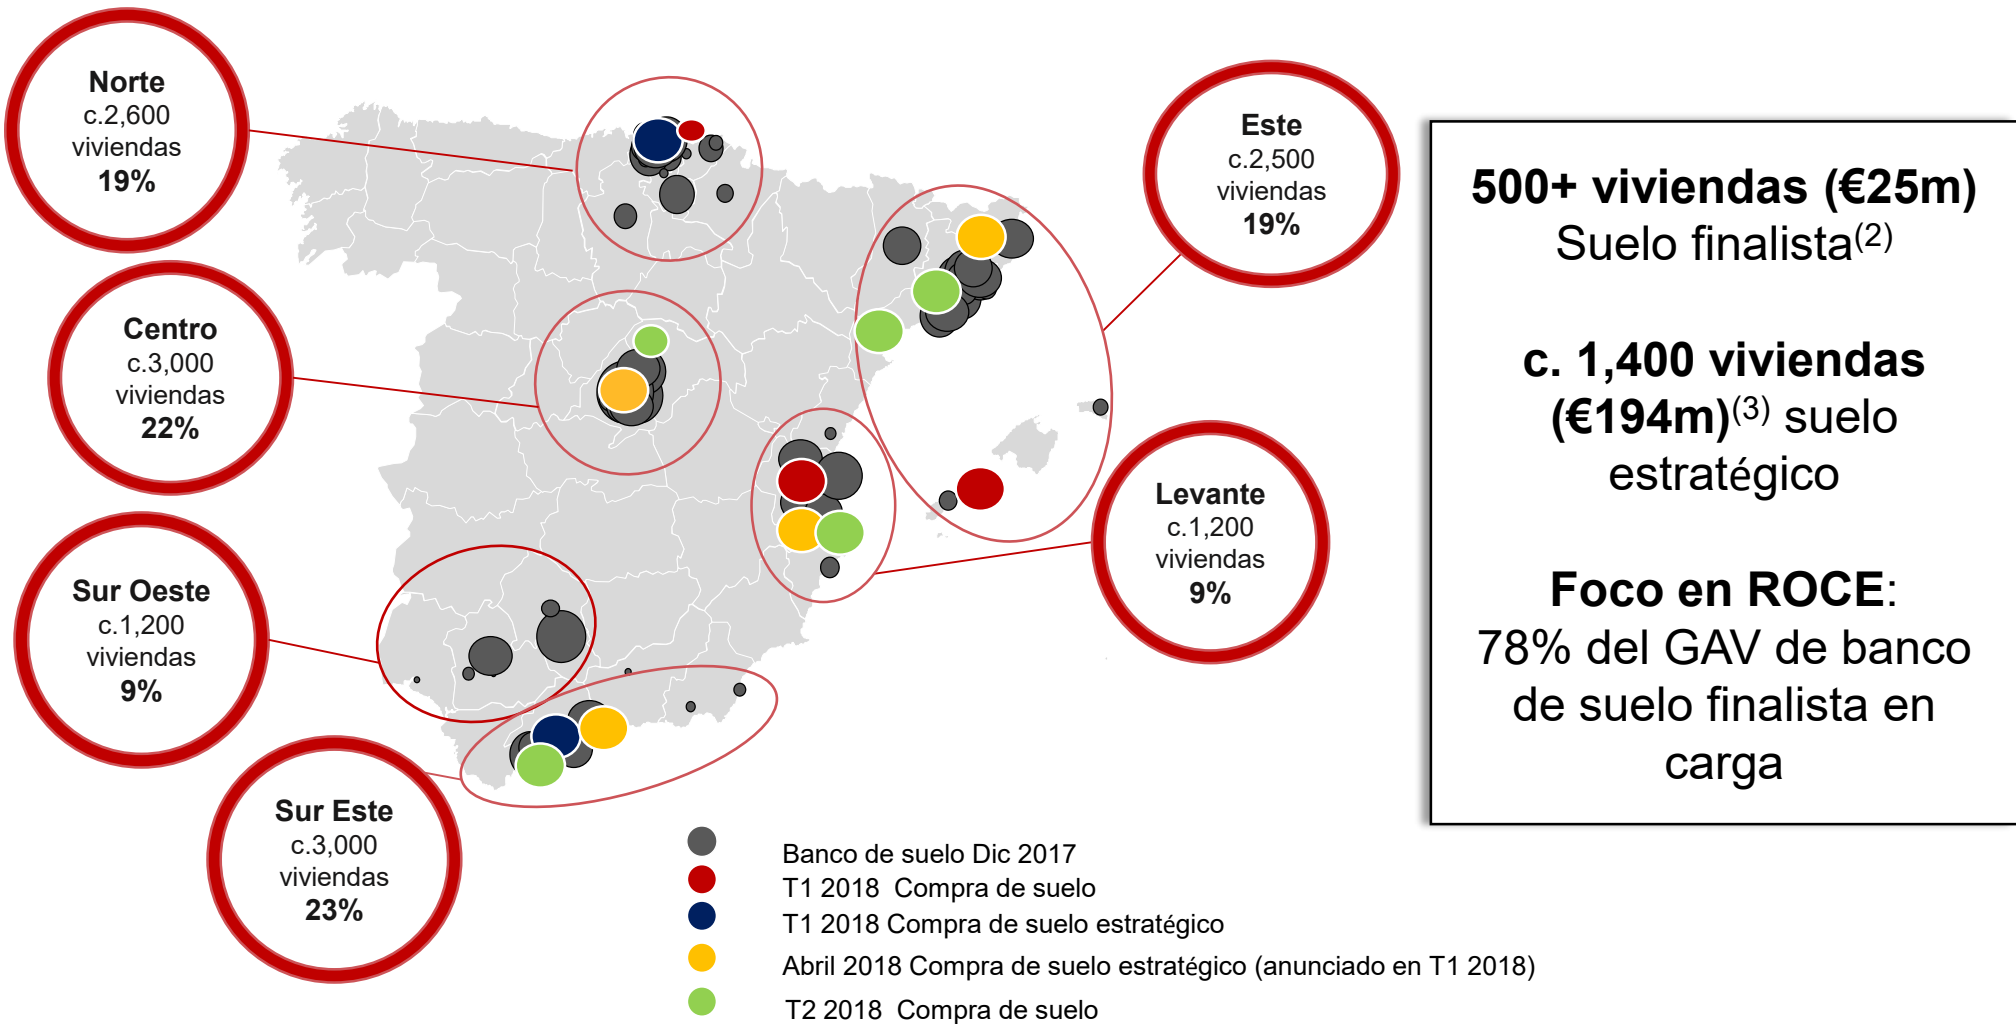 Norte
c.2,600
viviendas
19%
Centro
c.3,000
viviendas
22%
Sur Oeste
c.1,200
viviendas
9%
Sur Este
c.3,000
viviendas
23%
Este
c.2,500
viviendas
19%
Levante
c.1,200
viviendas
9%
500+ viviendas (€25m)
Suelo finalista(2)
c. 1,400 viviendas
(€194m)(3) suelo
estratégico
Foco en ROCE:
78% del GAV de banco
de suelo finalista en
carga
Banco de suelo Dic 2017
T1 2018 Compra de suelo
T1 2018 Compra de suelo estratégico
Abril 2018 Compra de suelo estratégico (anunciado en T1 2018)
T2 2018 Compra de suelo